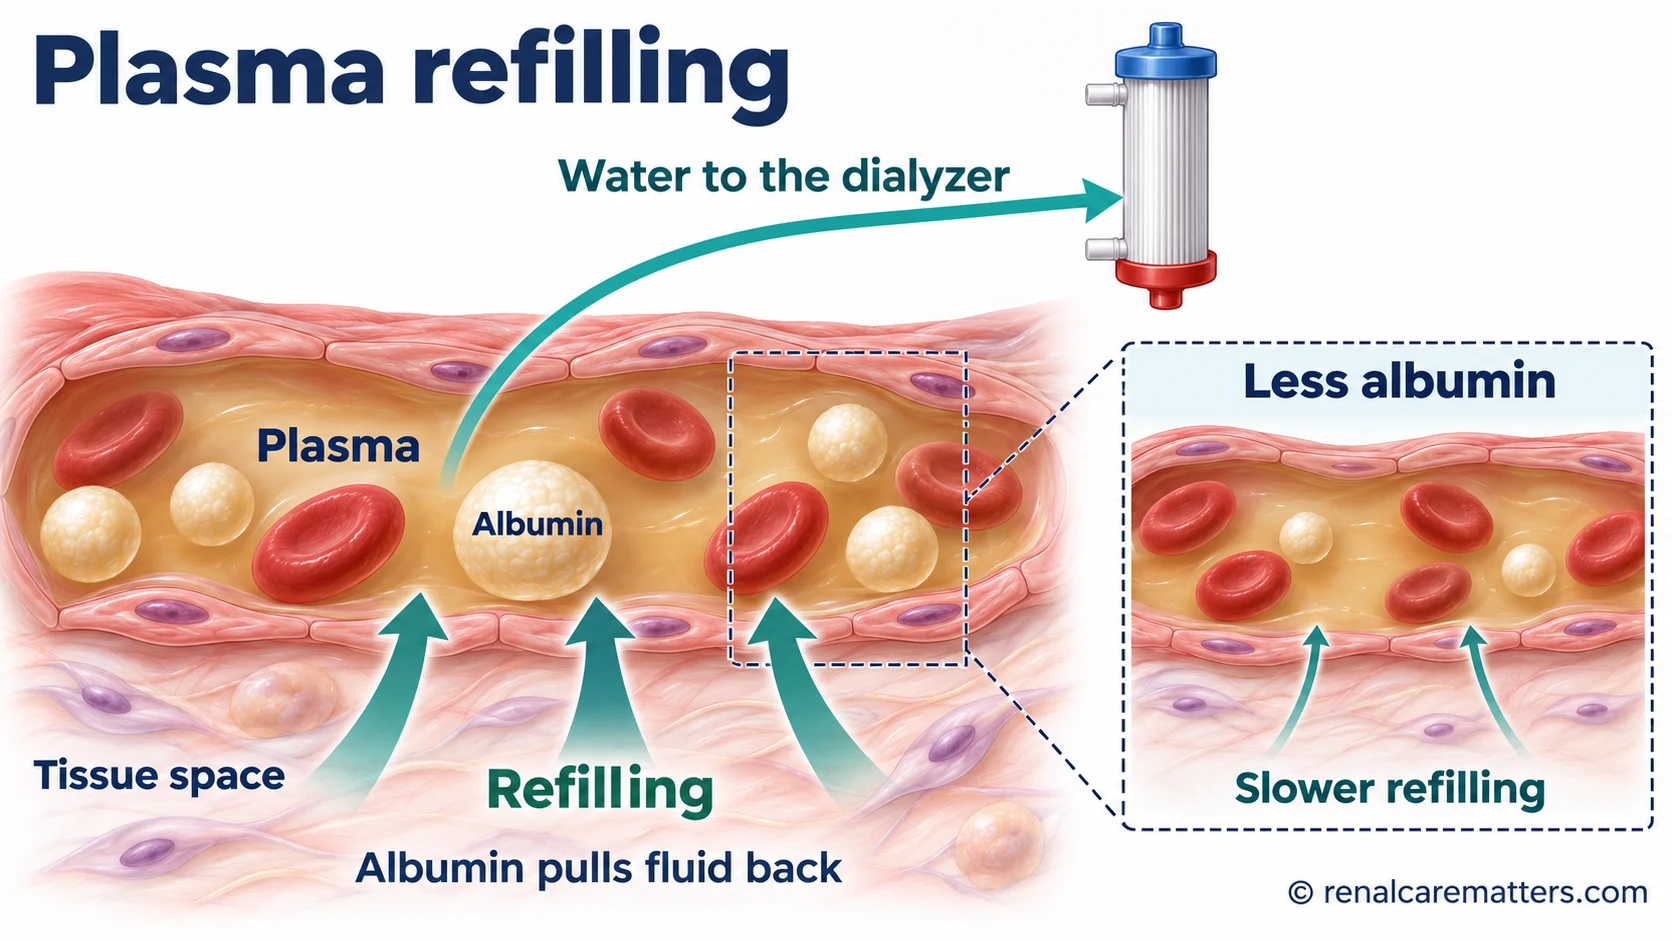 Plasma refilling
Water to the dialyzer
Plasma
Albumin
Tissue space
Refilling
Albumin pulls fluid back
Less albumin
Slower refilling
© renalcarematters.com